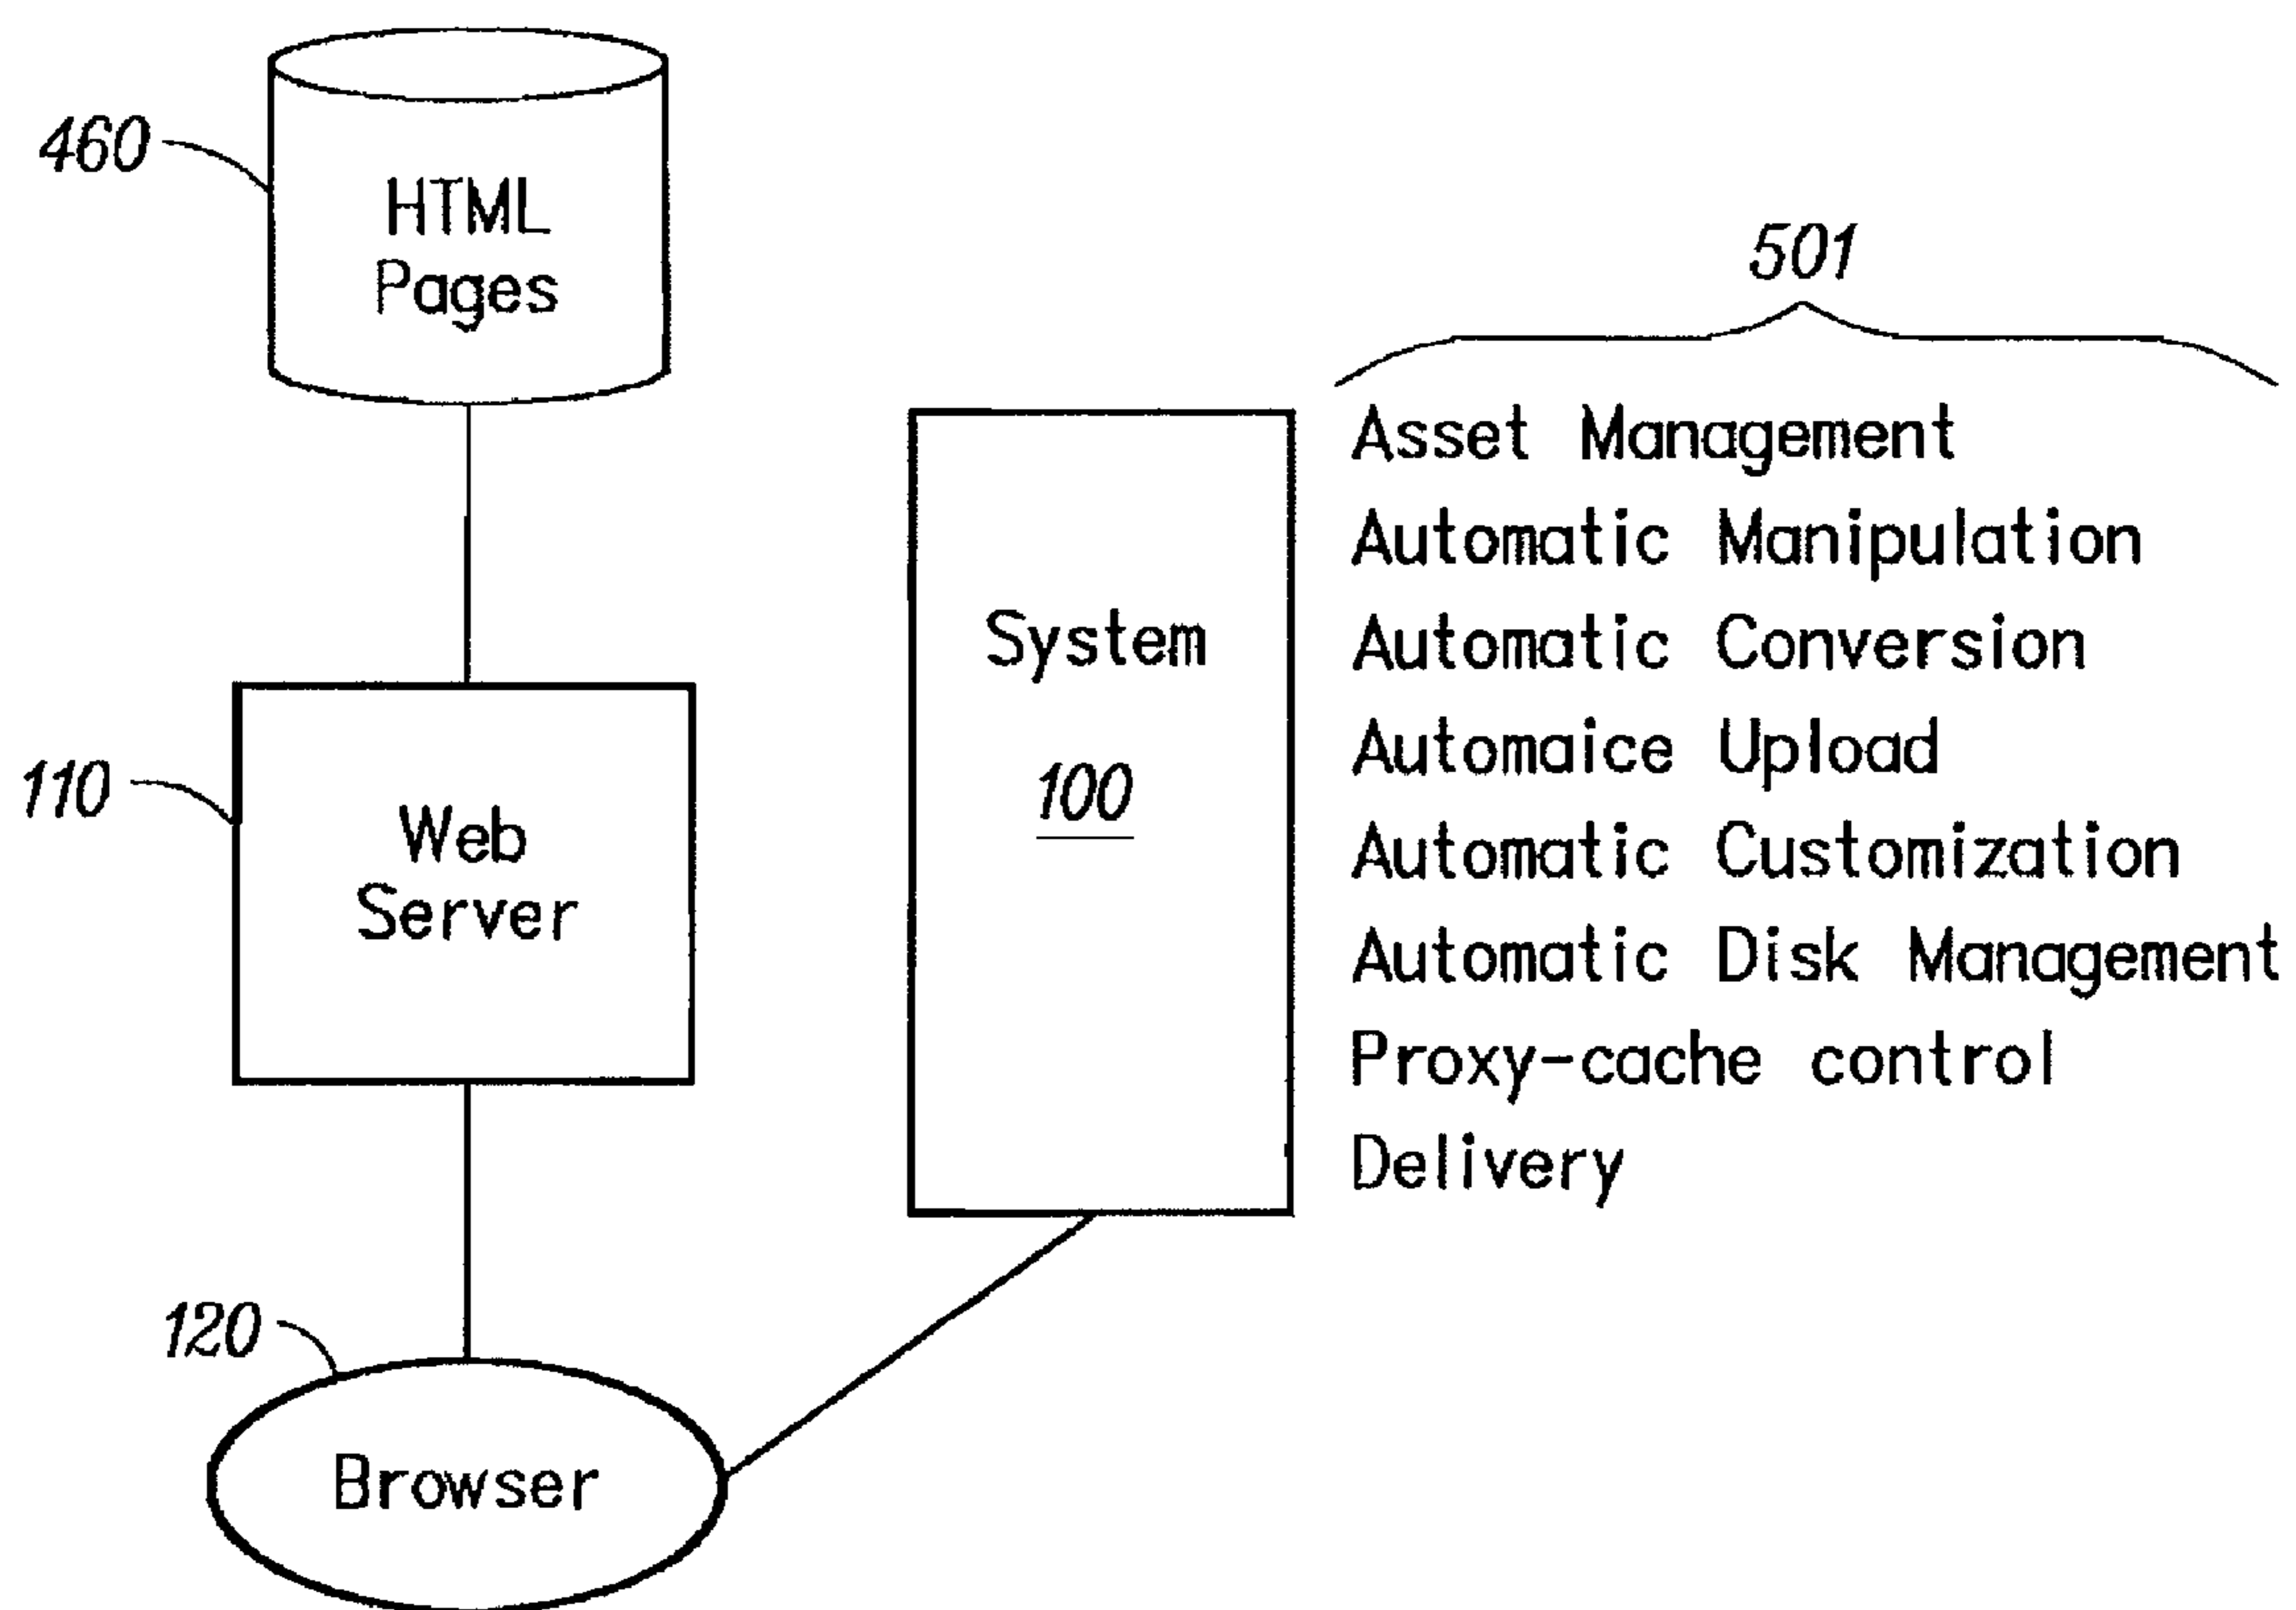 460
HTML
Pages
501
Asset Management
Automatic Manipulation
Automatic Conversion
Automaice Upload
Automatic Customization
Automatic Disk Management
Proxy-cache control
Delivery
System
100
110
Web
Server
120
Browser